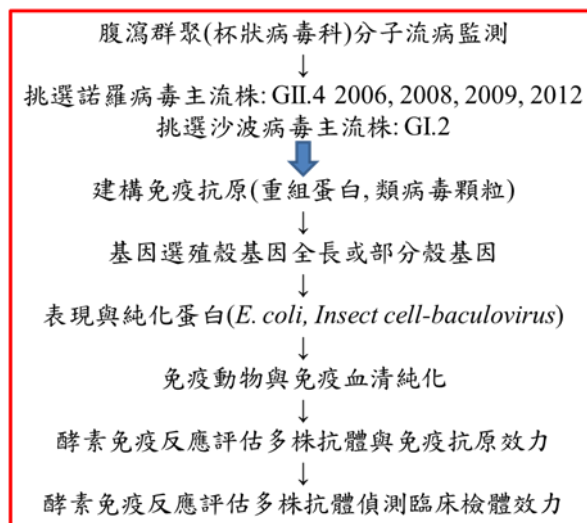 腹瀉群聚(杯狀病毒科)分子流病監測
↓
挑選諾羅病毒主流株: GII.4 2006, 2008, 2009, 2012
挑選沙波病毒主流株: GI.2
建構免疫抗原(重組蛋白, 類病毒顆粒)
↓
基因選殖殼基因全長或部分殼基因
↓
表現與純化蛋白(E. coli, Insect cell-baculovirus)
↓
免疫動物與免疫血清純化
↓
酵素免疫反應評估多株抗體與免疫抗原效力
↓
酵素免疫反應評估多株抗體偵測臨床檢體效力